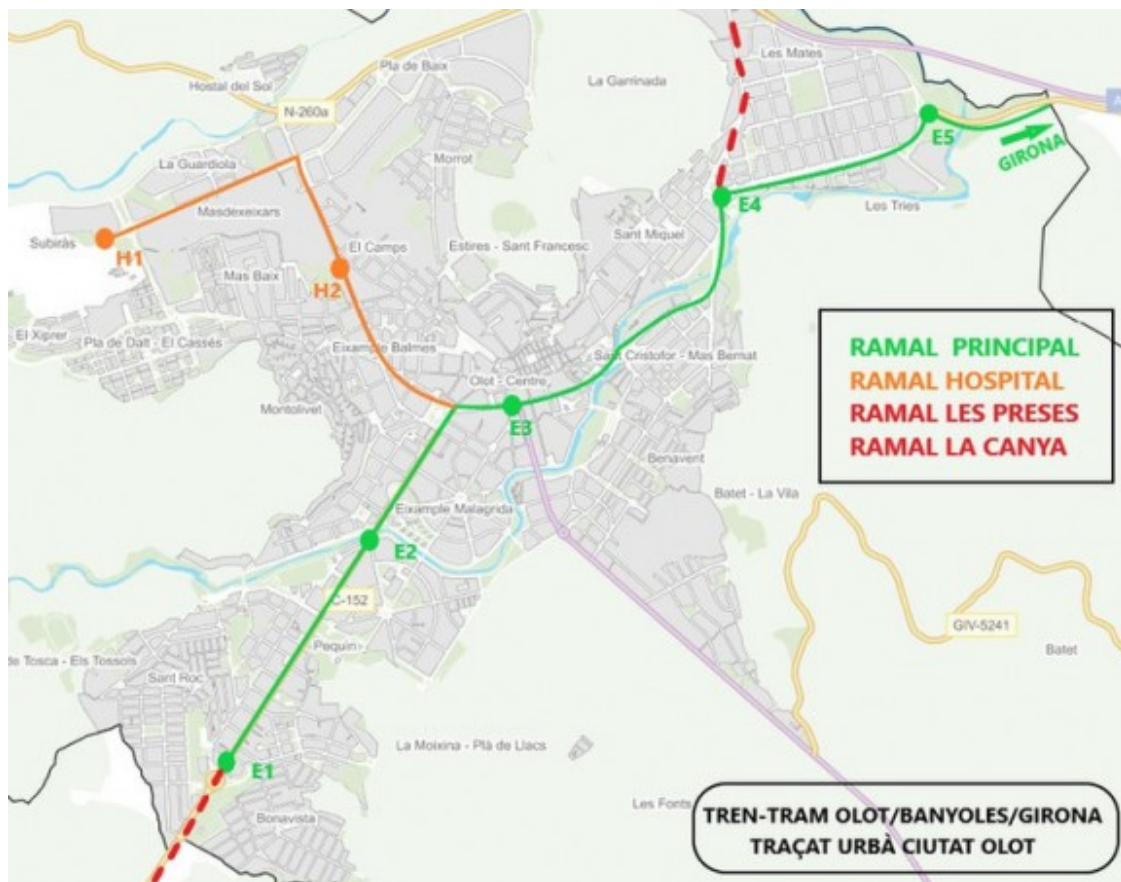 Les Mates
Pla de Baix
La Garrinada
Hostal del Sol
N-260a
E5
GIRONA
La Guardiola
Morrot
E4
Les Tries
Masdexeixars
Sant Miquel
Subiràs
H1
El Camps
Estires - Sant Francesc
Mas Baix
H2
El Xiprer
Pla de Dalt - El Cassés
Eixample Balmes
Sant Cristofor - Mas Bernat
RAMAL PRINCIPAL
RAMAL HOSPITAL
RAMAL LES PRESES
RAMAL LA CANYA
Olot - Centre
Montolivet
E3
Benavent
Batet - La Vila
Eixample Malagrida
E2
C-152
GIV-5241
Pequín
Batet
de Tosca - Els Tossols
Sant Roc
La Moixina - Plà de Llacs
E1
Les Fonts
Bonavista
TREN-TRAM OLOT/BANYOLES/GIRONA
TRAÇAT URBÀ CIUTAT OLOT